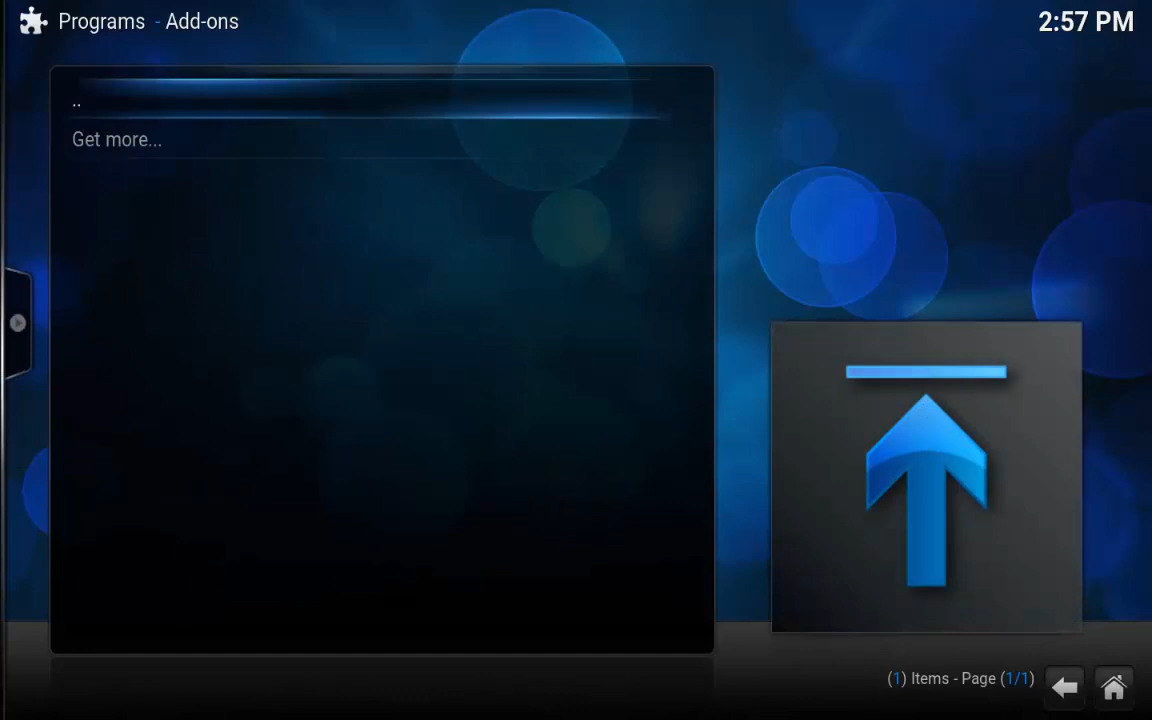 Programs - Add-ons
2:57 PM
..
Get more...
(1) Items - Page (1/1)